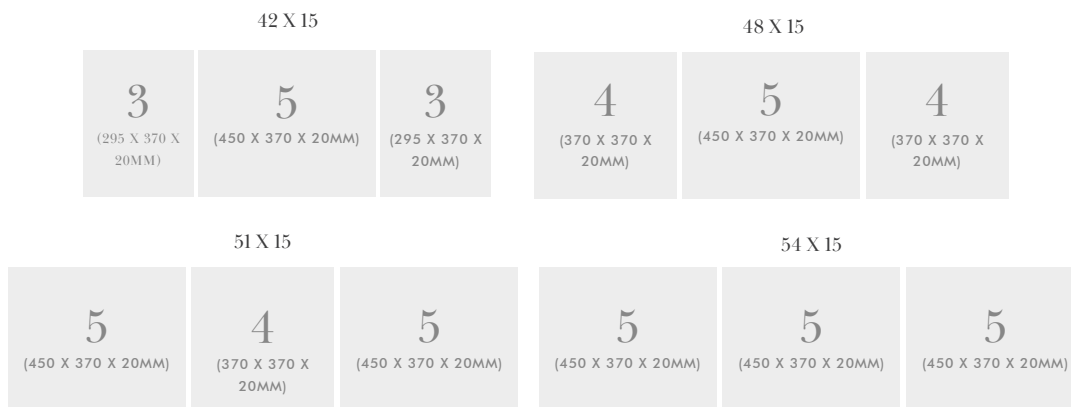 42 X 15
3
(295 X 370 X
20MM)
5
(450 X 370 X 20MM)
3
(295 X 370 X
20MM)
48 X 15
4
(370 X 370 X
20MM)
5
(450 X 370 X 20MM)
4
(370 X 370 X
20MM)
51 X 15
5
(450 X 370 X 20MM)
4
(370 X 370 X
20MM)
5
(450 X 370 X 20MM)
54 X 15
5
(450 X 370 X 20MM)
5
(450 X 370 X 20MM)
5
(450 X 370 X 20MM)